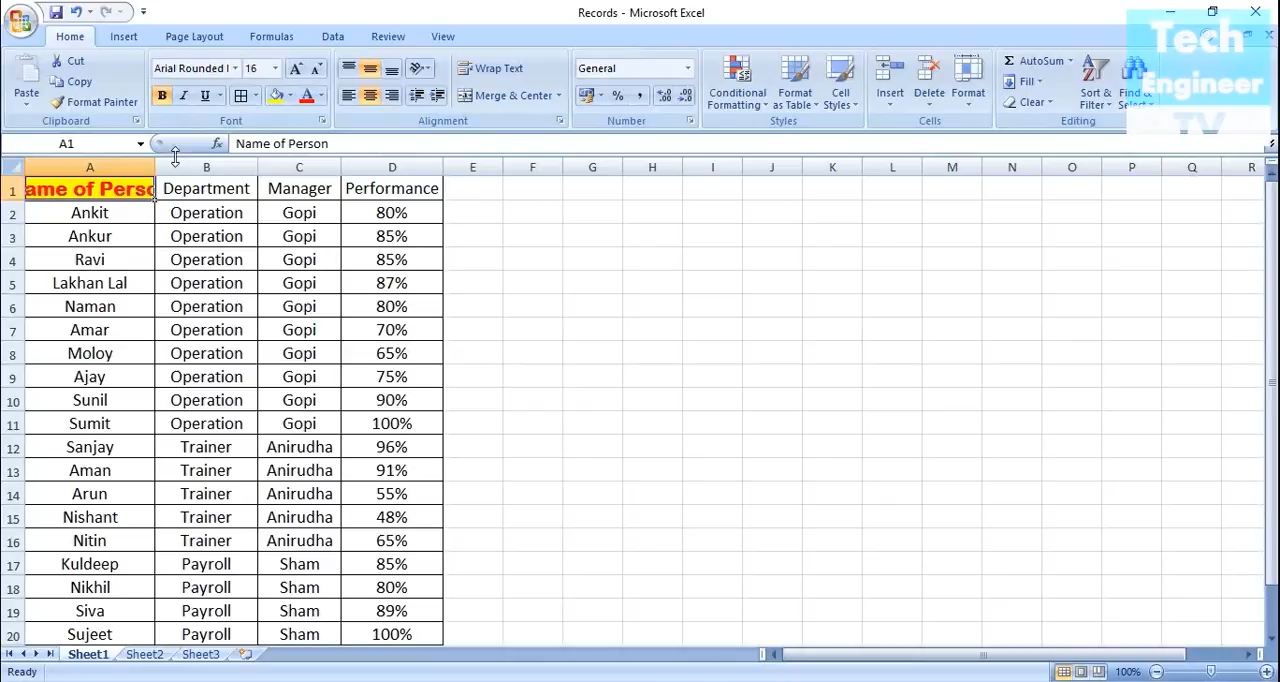 Records - Microsoft Excel
Home Insert Page Layout Formulas Data Review View
Tech
Engineer
TV
Paste
Cut
Copy
Format Painter
Clipboard
Arial Rounded 16
B I U A
Font
Wrap Text
Merge & Center
Alignment
General
% ,
Number
Conditional Formatting
Format as Table
Cell Styles
Styles
Insert Delete Format
Cells
Σ AutoSum
Fill
Clear
Sort & Filter
Find & Select
Editing
A1 fx Name of Person
A B C D E F G H I J K L M N O P Q R
1 ame of Perso Department Manager Performance
2 Ankit Operation Gopi 80%
3 Ankur Operation Gopi 85%
4 Ravi Operation Gopi 85%
5 Lakhan Lal Operation Gopi 87%
6 Naman Operation Gopi 80%
7 Amar Operation Gopi 70%
8 Moloy Operation Gopi 65%
9 Ajay Operation Gopi 75%
10 Sunil Operation Gopi 90%
11 Sumit Operation Gopi 100%
12 Sanjay Trainer Anirudha 96%
13 Aman Trainer Anirudha 91%
14 Arun Trainer Anirudha 55%
15 Nishant Trainer Anirudha 48%
16 Nitin Trainer Anirudha 65%
17 Kuldeep Payroll Sham 85%
18 Nikhil Payroll Sham 80%
19 Siva Payroll Sham 89%
20 Sujeet Payroll Sham 100%
Sheet1 Sheet2 Sheet3
Ready 100%